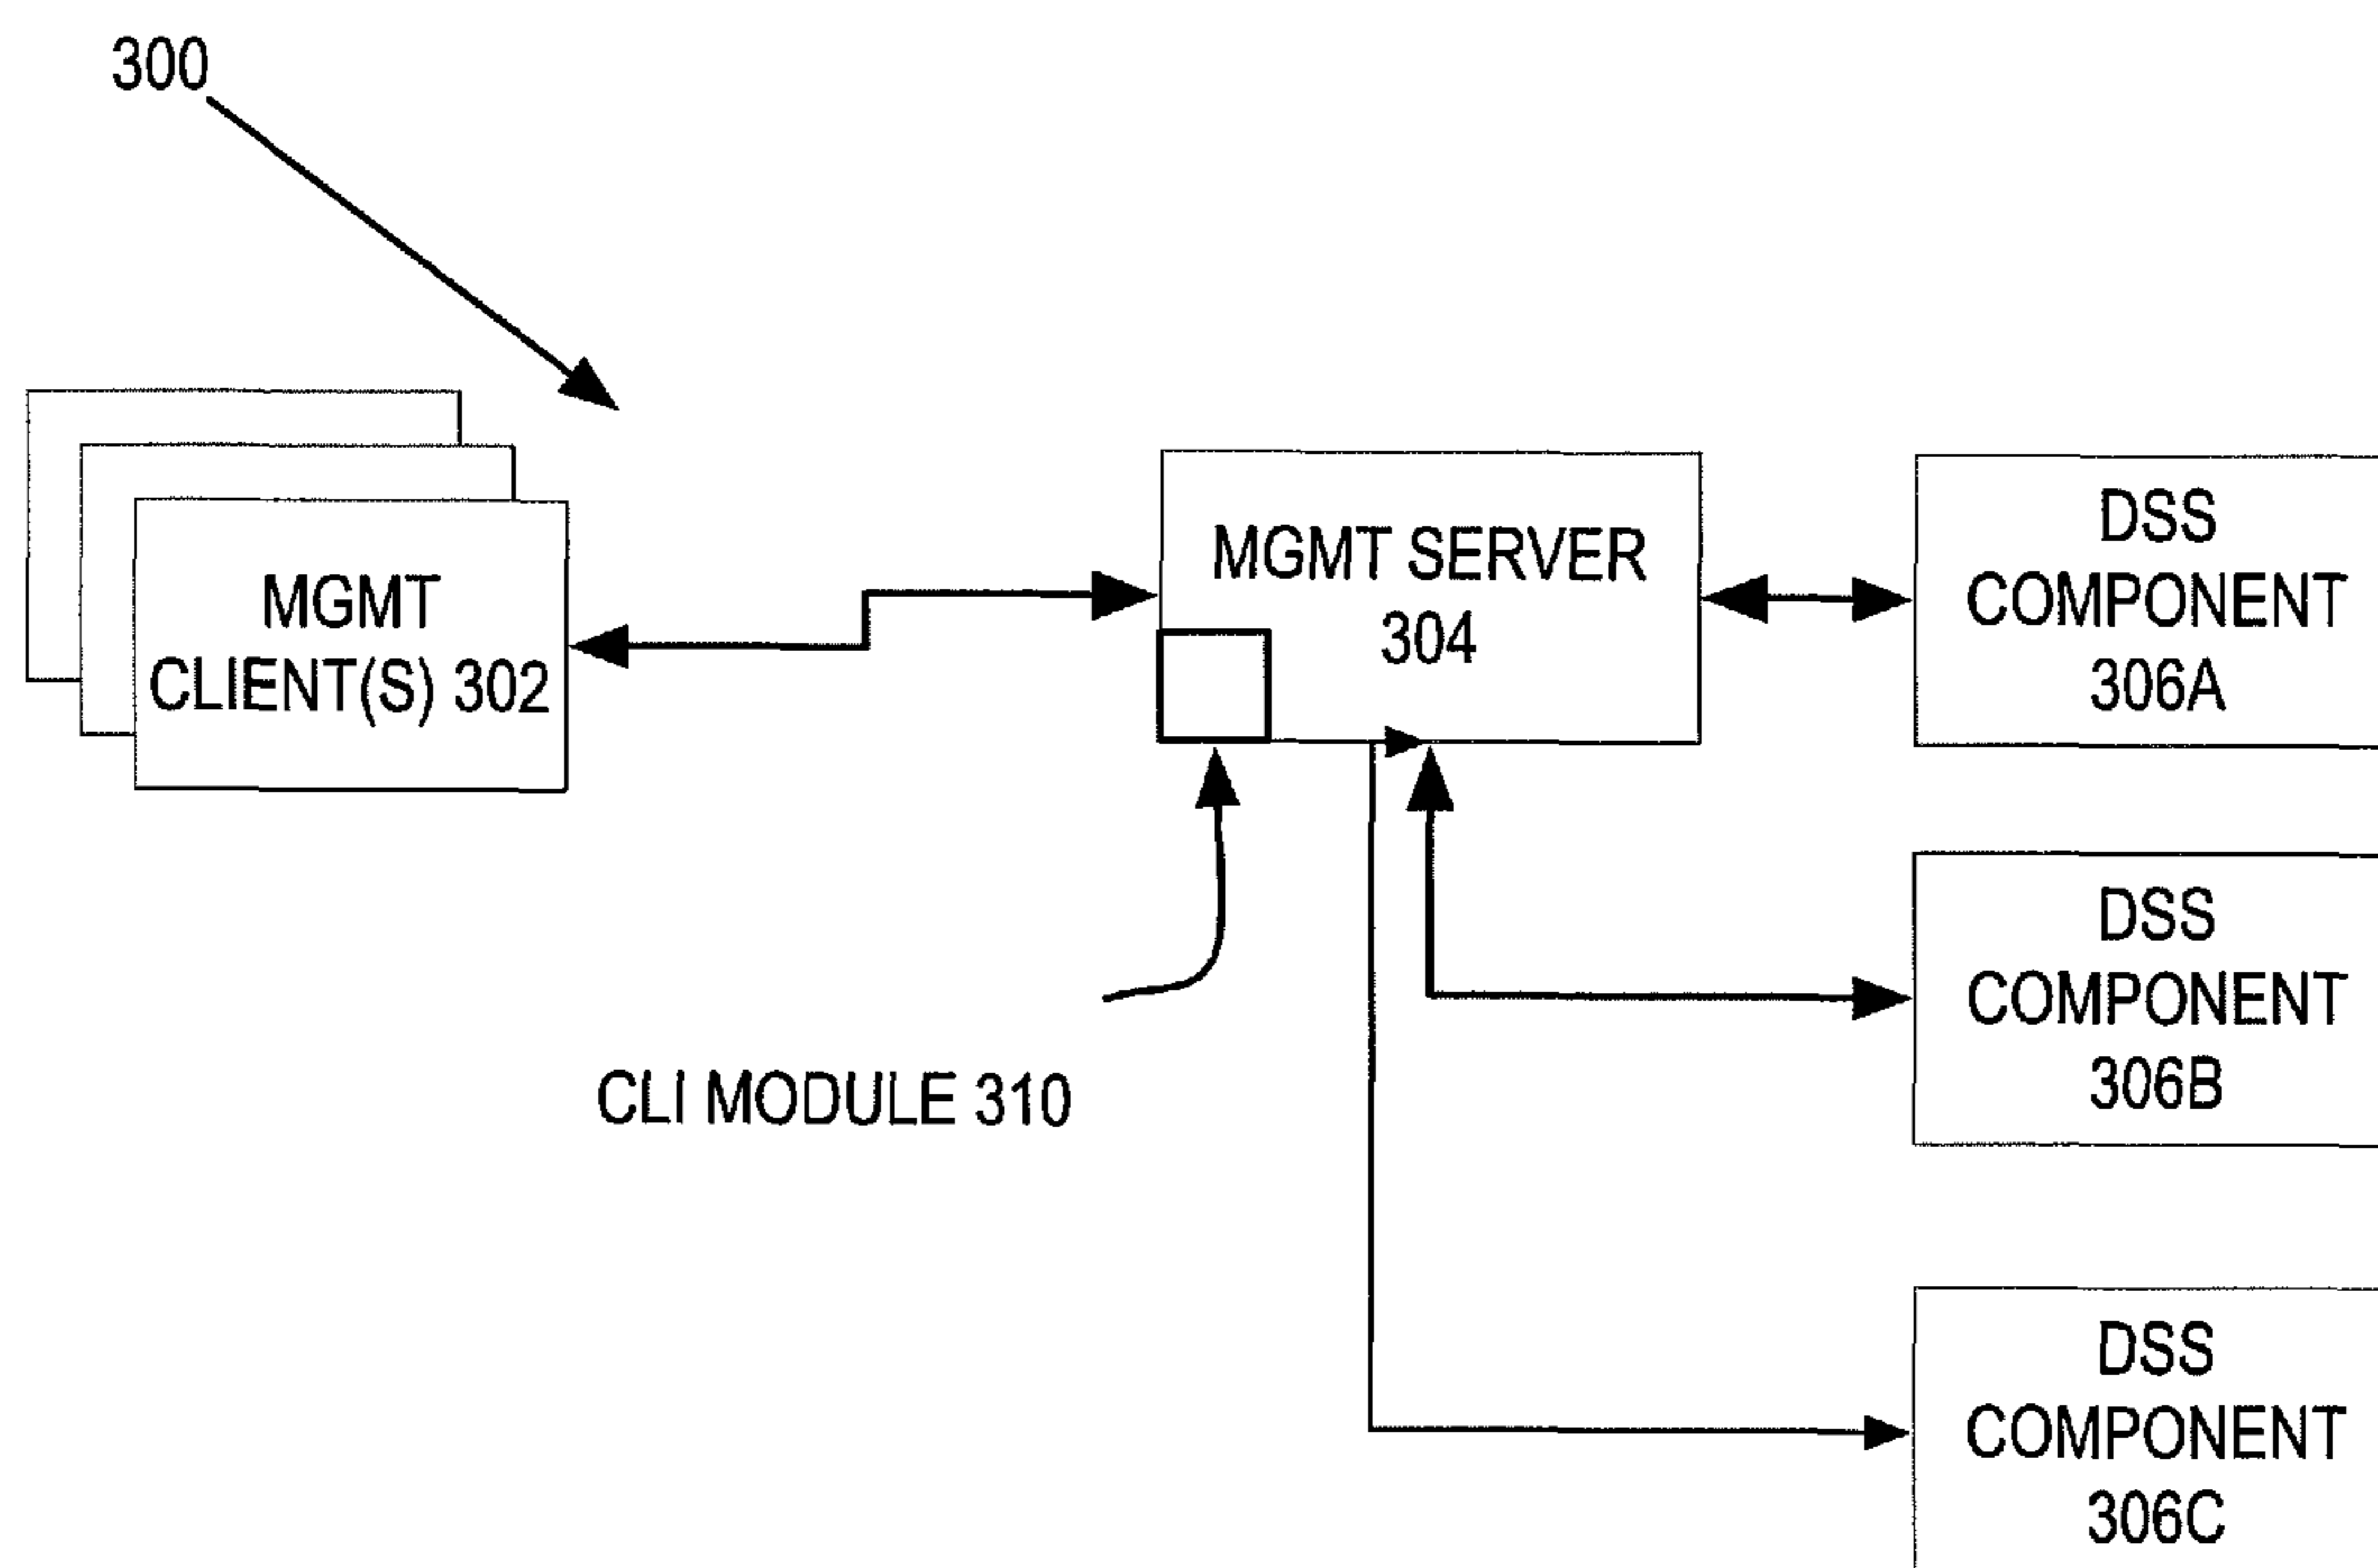 300
MGMT
CLIENT(S) 302
MGMT SERVER
304
CLI MODULE 310
DSS
COMPONENT
306A
DSS
COMPONENT
306B
DSS
COMPONENT
306C